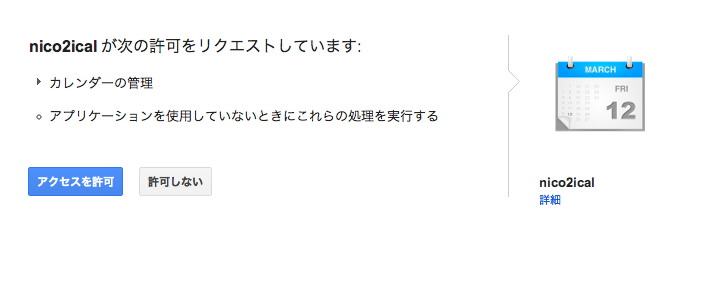 nico2ical が次の許可をリクエストしています:
カレンダーの管理
アプリケーションを使用していないときにこれらの処理を実行する
アクセスを許可
許可しない
MARCH
FRI
12
nico2ical
詳細